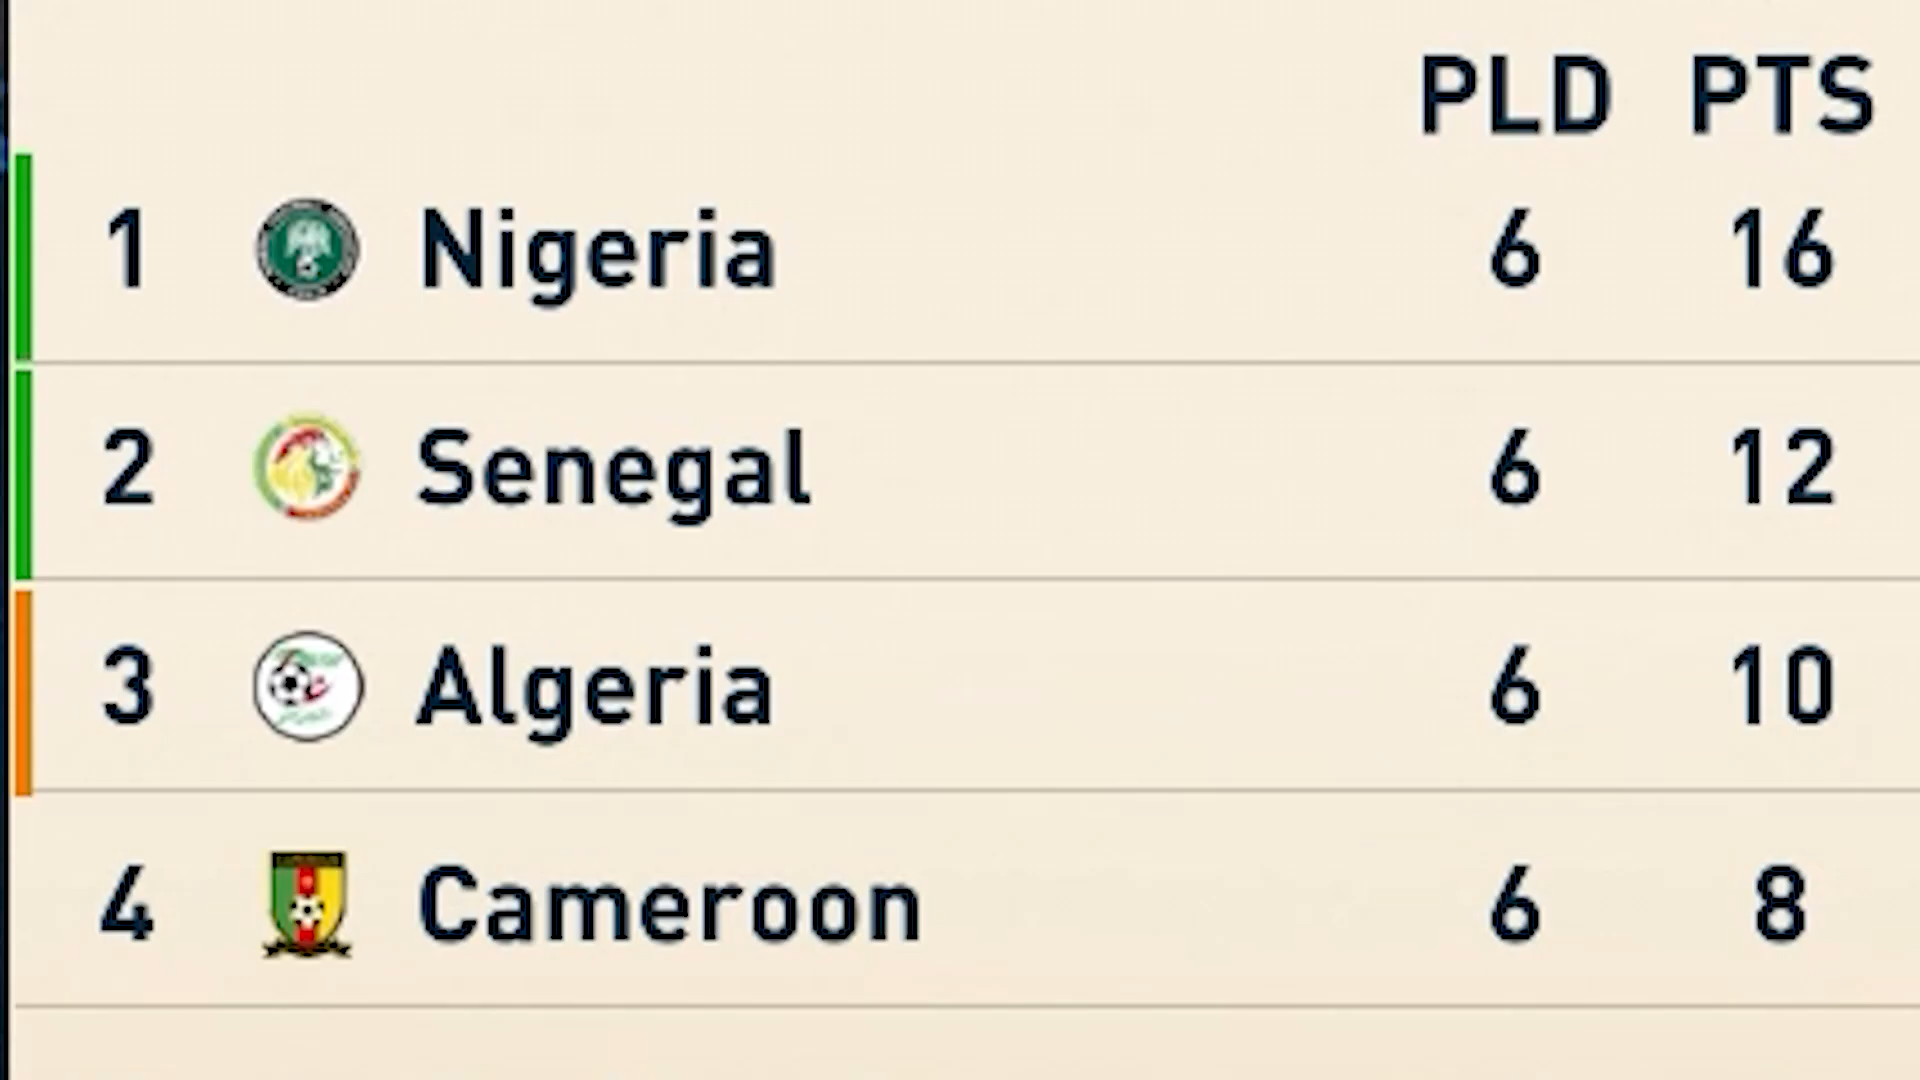 PLD PTS
1 Nigeria 6 16
2 Senegal 6 12
3 Algeria 6 10
4 Cameroon 6 8